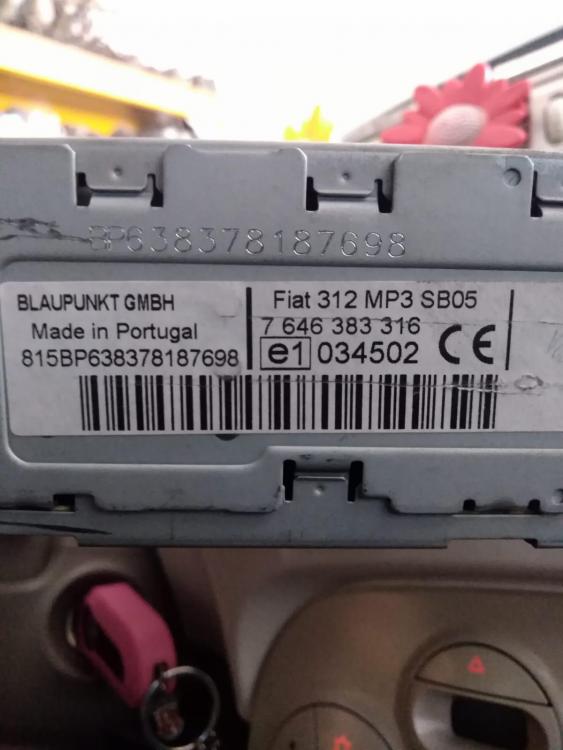 BP638378187698
BLAUPUNKT GMBH
Made in Portugal
815BP638378187698
Fiat 312 MP3 SB05
7 646 383 316
e1 034502 CE